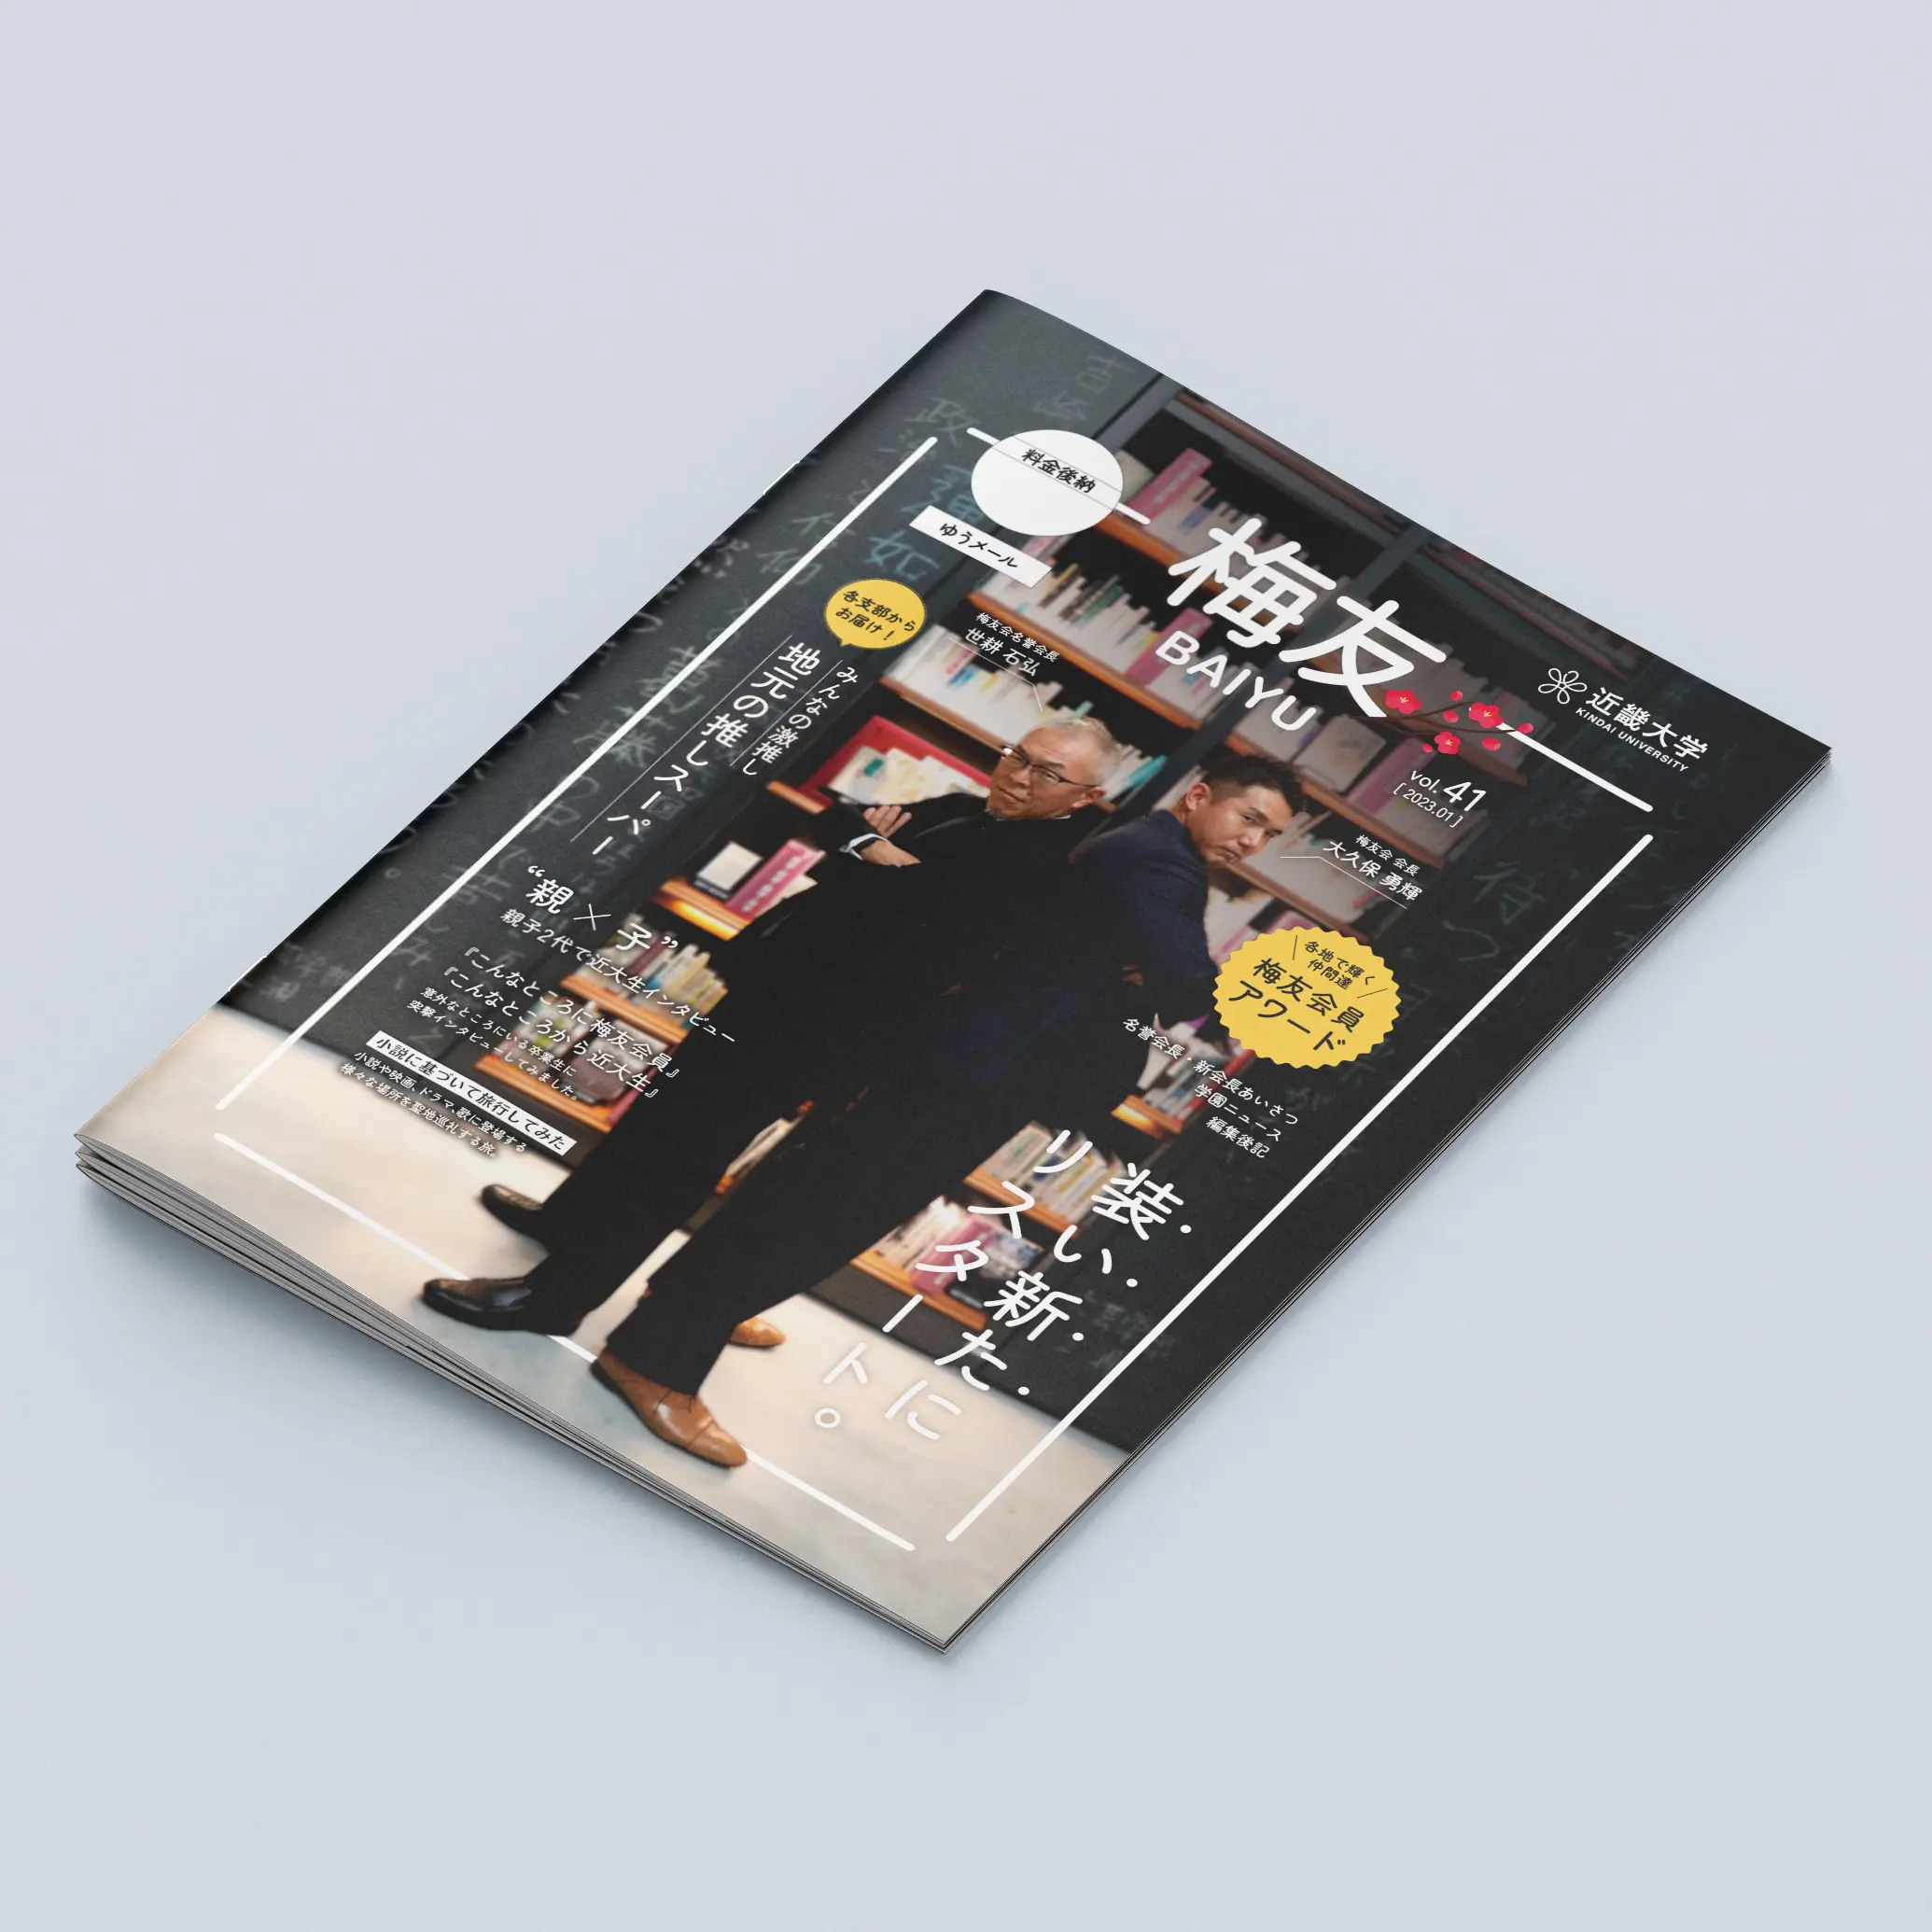 料金後納
ゆうメール
梅友
BAIYU
近畿大学
KINDAI UNIVERSITY
vol. 41
[ 2023.01 ]
各支部から
お届け！
みんなの激推し
地元の推しスーパー
梅友会名誉会長
世耕 石弘
梅友会 会長
大久保 勇輝
“親×子”
親子2代で近大生インタビュー
『こんなところに梅友会員』
『こんなところから近大生』
意外なところにいる卒業生に
突撃インタビューしてみました。
小説に基づいて旅行してみた
小説や映画、ドラマ、歌に登場する
様々な場所を聖地巡礼する旅。
各地で輝く
仲間達
梅友会員
アワード
名誉会長・新会長あいさつ
学園ニュース
編集後記
装い新たに
リスタート。